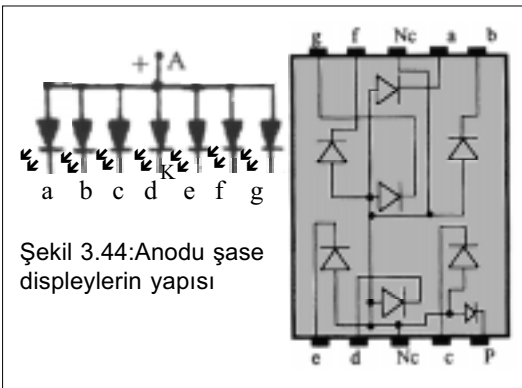 + A
K
a b c d e f g
Şekil 3.44:Anodu şase
displeylerin yapısı
g f Nc a b
e d Nc c P